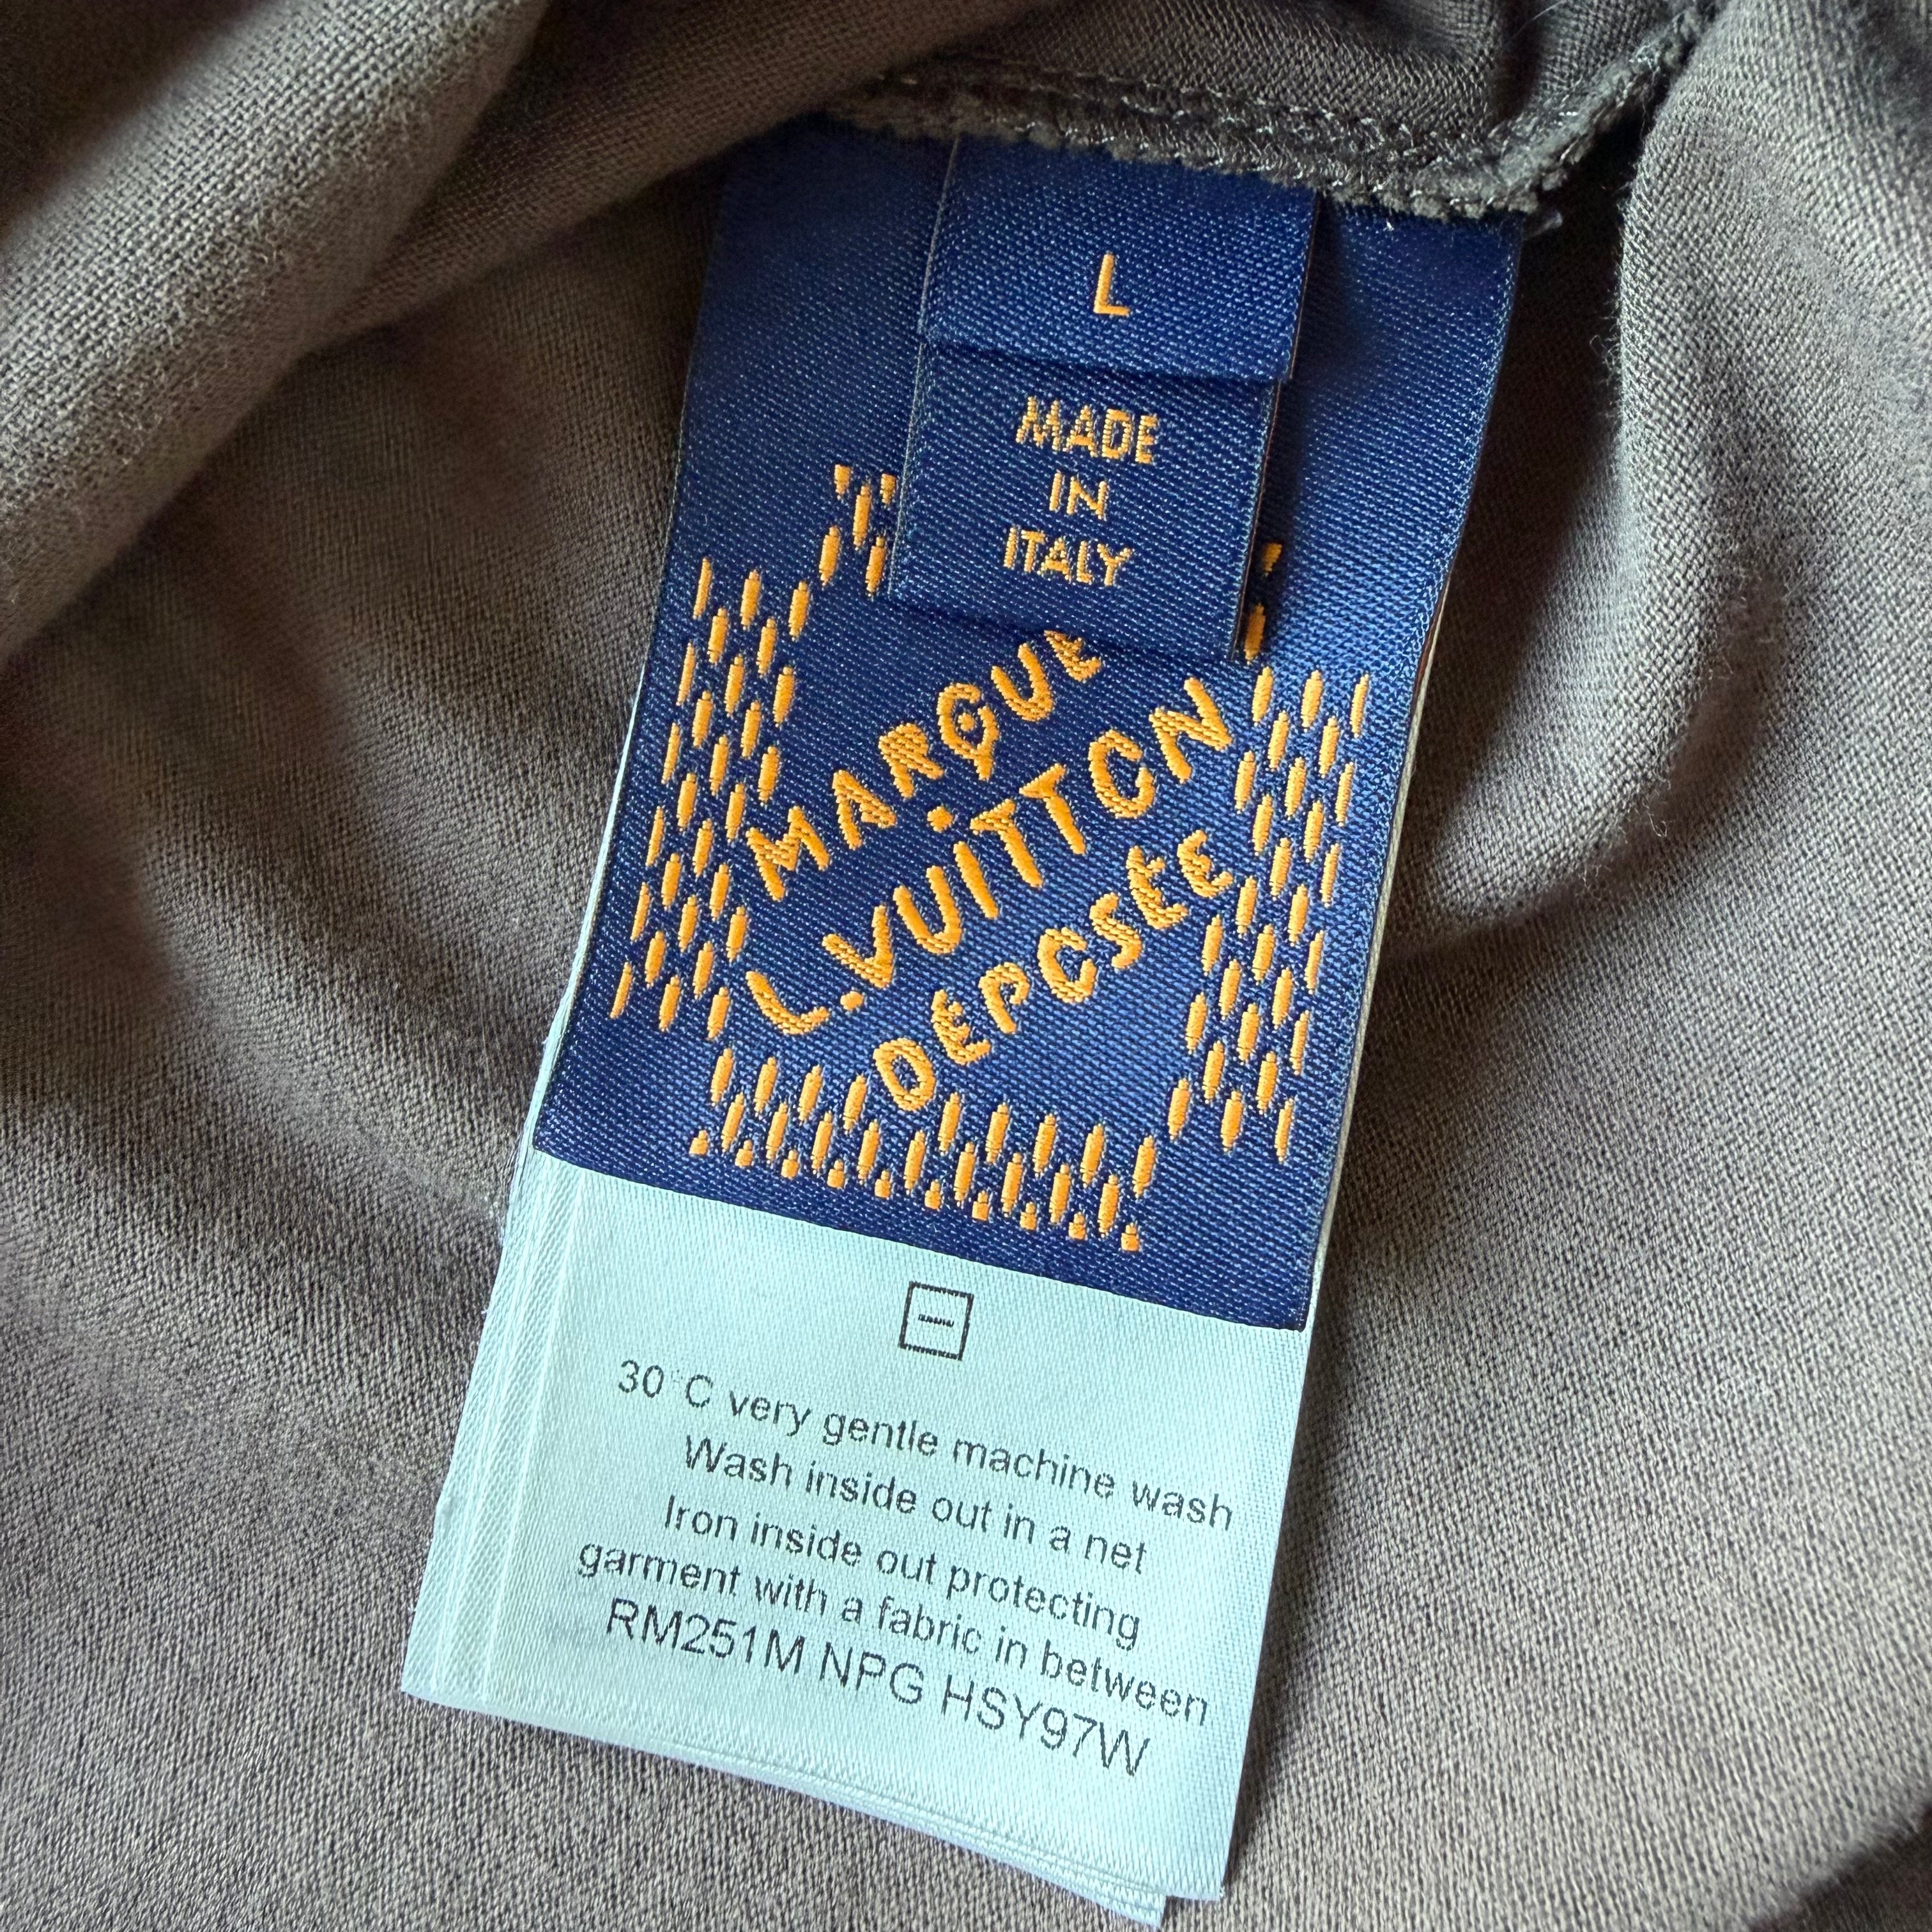 L
MADE
IN
ITALY
MARQUE
L.VUITTON
DÉPOSÉE
30°C very gentle machine wash
Wash inside out in a net
Iron inside out protecting
garment with a fabric in between
RM251M NPG HSY97W